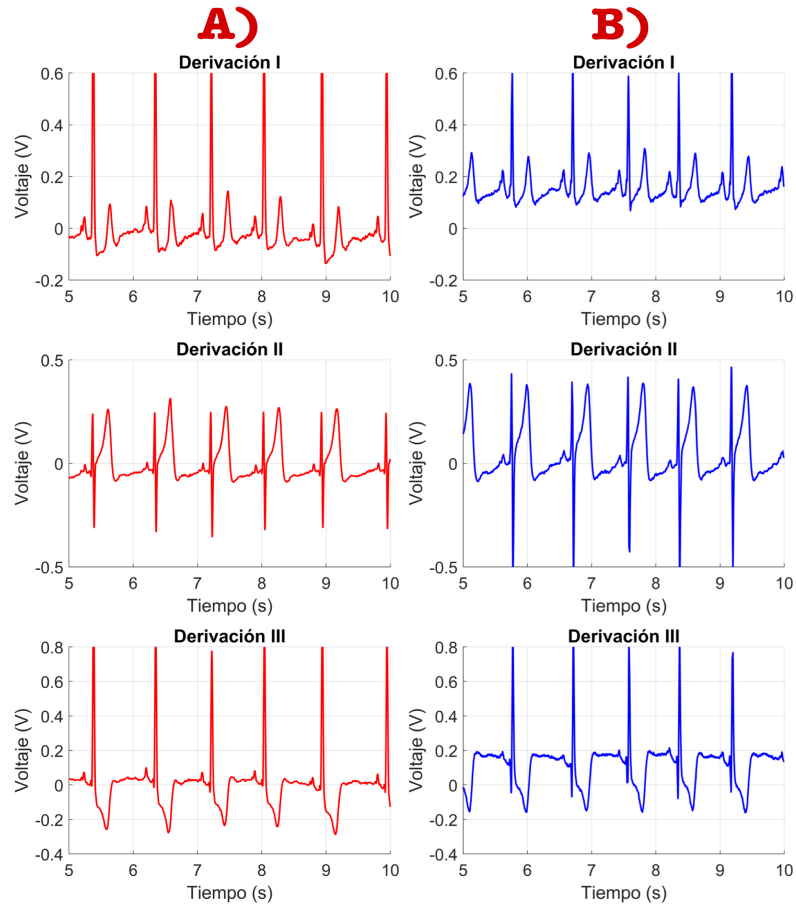 A)
B)
Derivación I
Voltaje (V)
0.6
0.4
0.2
0
-0.2
5 6 7 8 9 10
Tiempo (s)
Derivación I
Voltaje (V)
0.6
0.4
0.2
0
-0.2
5 6 7 8 9 10
Tiempo (s)
Derivación II
Voltaje (V)
0.5
0
-0.5
5 6 7 8 9 10
Tiempo (s)
Derivación II
Voltaje (V)
0.5
0
-0.5
5 6 7 8 9 10
Tiempo (s)
Derivación III
Voltaje (V)
0.8
0.6
0.4
0.2
0
-0.2
-0.4
5 6 7 8 9 10
Tiempo (s)
Derivación III
Voltaje (V)
0.8
0.6
0.4
0.2
0
-0.2
-0.4
5 6 7 8 9 10
Tiempo (s)